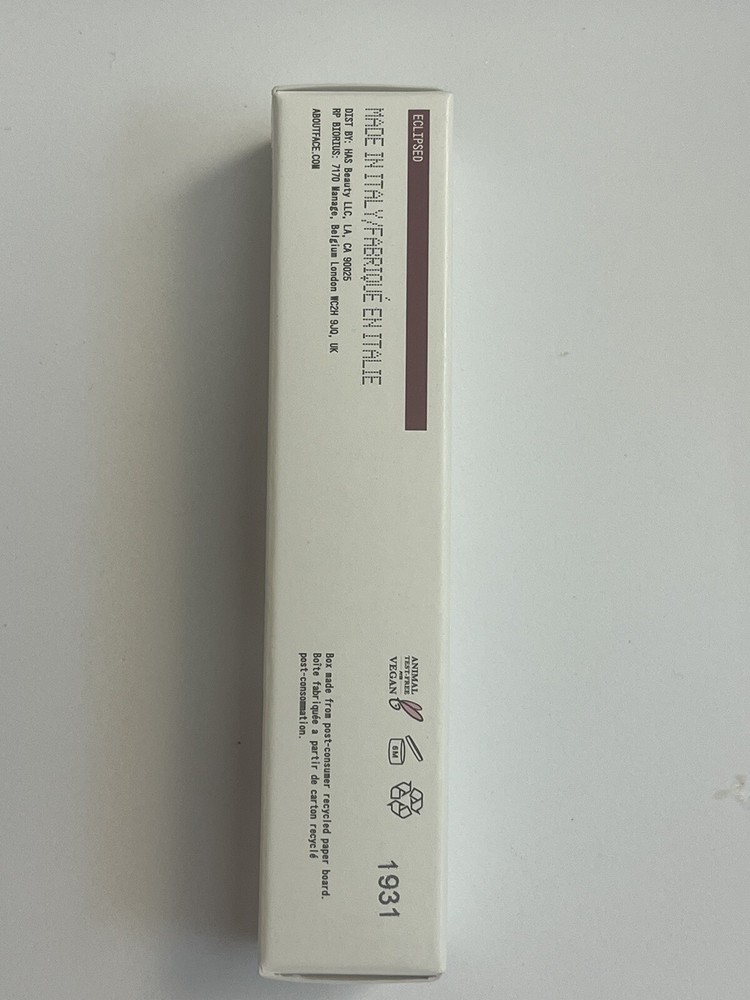 ECLIPSED
MADE IN ITALY/FABRIQUÉ EN ITALIE
DIST BY: HAS Beauty LLC, LA, CA 90025
RP BIORIUS: 7170 Manage, Belgium London WC2H 9JQ, UK
ABOUTFACE.COM
ANIMAL
TEST-FREE
AND
VEGAN
6M
1931
Box made from post-consumer recycled paper board.
Boîte fabriquée a partir de carton recyclé
post-consommation.